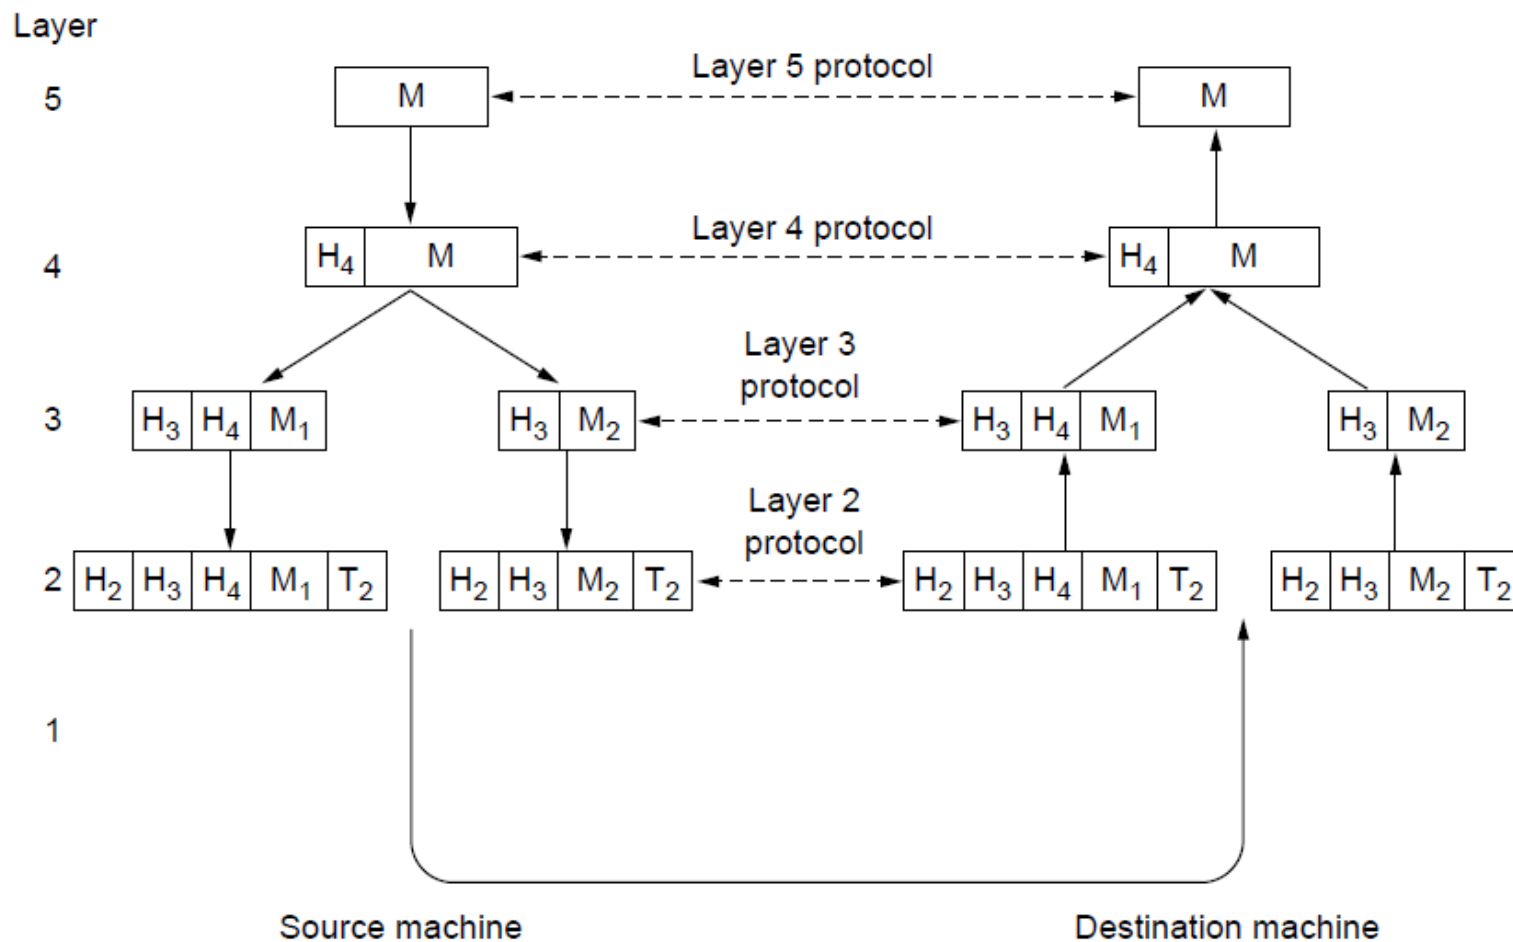 Layer
5 M Layer 5 protocol M
4 H4 M Layer 4 protocol H4 M
Layer 3
protocol
3 H3 H4 M1 H3 M2 H3 H4 M1 H3 M2
Layer 2
protocol
2 H2 H3 H4 M1 T2 H2 H3 M2 T2 H2 H3 H4 M1 T2 H2 H3 M2 T2
1
Source machine Destination machine